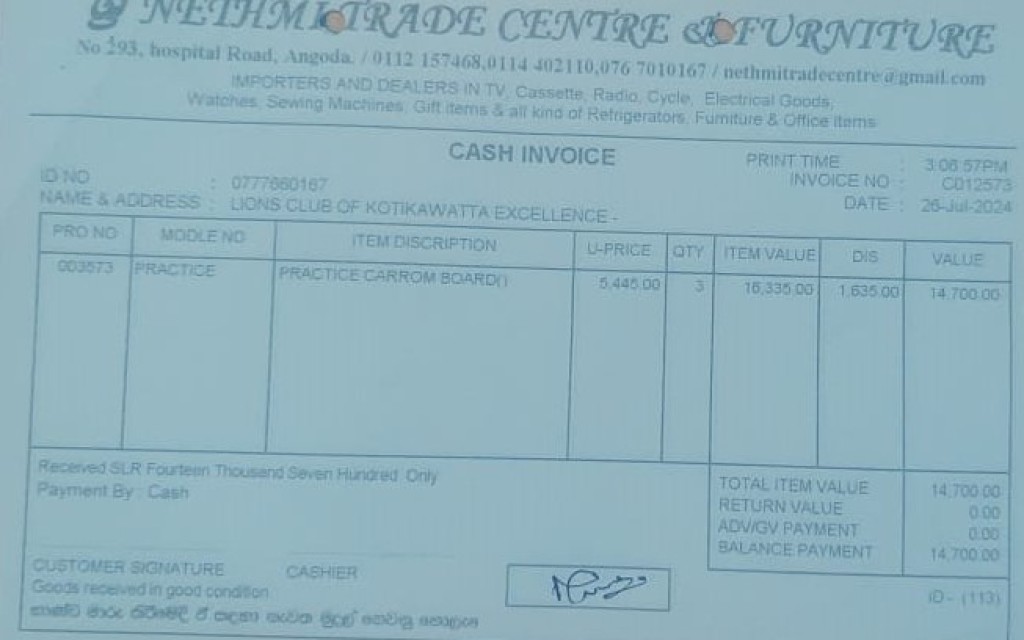 NETHMI TRADE CENTRE & FURNITURE
No 293, hospital Road, Angoda. / 0112 157468,0114 402110,076 7010167 / nethmitradecentre@gmail.com
IMPORTERS AND DEALERS IN TV, Cassette, Radio, Cycle, Electrical Goods,
Watches, Sewing Machines, Gift items & all kind of Refrigerators, Furniture & Office items
CASH INVOICE
PRINT TIME : 3:06:57PM
ID NO : 0777660167
INVOICE NO : C012573
NAME & ADDRESS : LIONS CLUB OF KOTIKAWATTA EXCELLENCE -
DATE : 26-Jul-2024
PRO NO MODLE NO ITEM DISCRIPTION U-PRICE QTY ITEM VALUE DIS VALUE
003573 PRACTICE PRACTICE CARROM BOARD() 5,445.00 3 16,335.00 1,635.00 14,700.00
Received SLR Fourteen Thousand Seven Hundred Only
Payment By : Cash
TOTAL ITEM VALUE 14,700.00
RETURN VALUE 0.00
ADV/GV PAYMENT 0.00
BALANCE PAYMENT 14,700.00
CUSTOMER SIGNATURE CASHIER
Goods received in good condition
ID - (113)